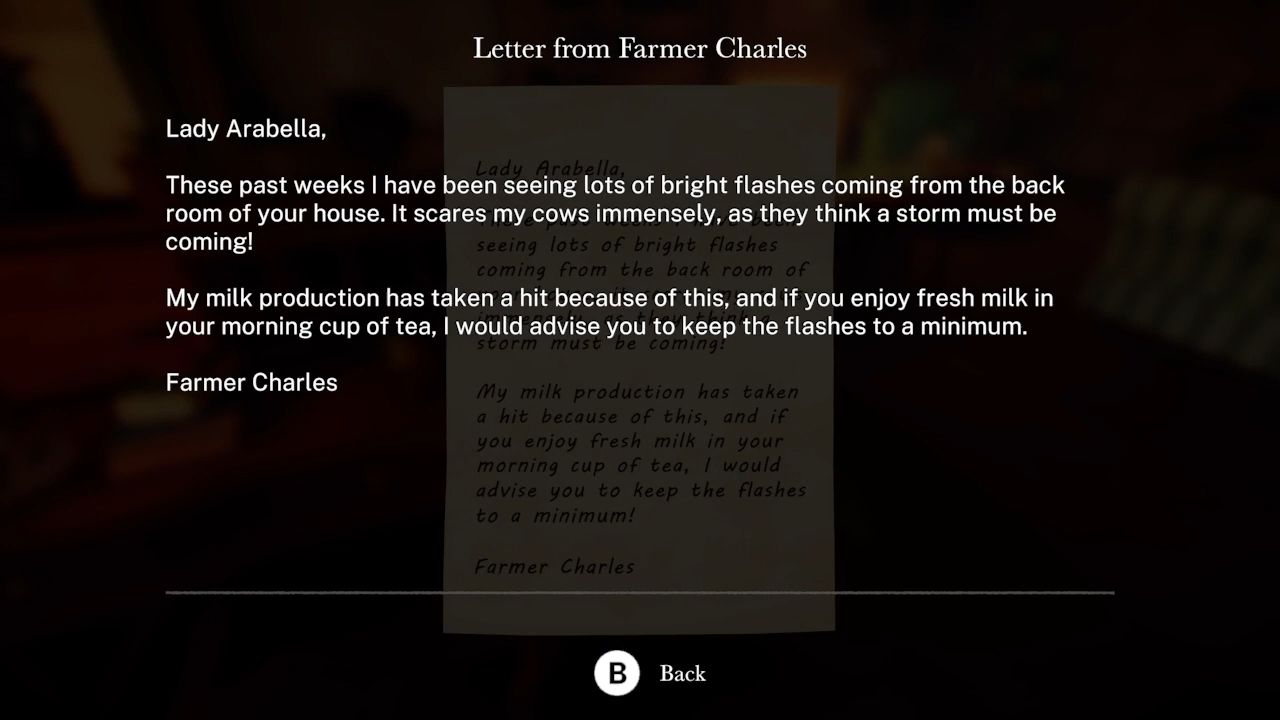 Letter from Farmer Charles
Lady Arabella,
These past weeks I have been seeing lots of bright flashes coming from the back
room of your house. It scares my cows immensely, as they think a storm must be
coming!
My milk production has taken a hit because of this, and if you enjoy fresh milk in
your morning cup of tea, I would advise you to keep the flashes to a minimum.
Farmer Charles
Lady Arabella,
seeing lots of bright flashes
coming from the back room of
storm must be coming!
My milk production has taken
a hit because of this, and if
you enjoy fresh milk in your
morning cup of tea, I would
advise you to keep the flashes
to a minimum!
Farmer Charles
B Back